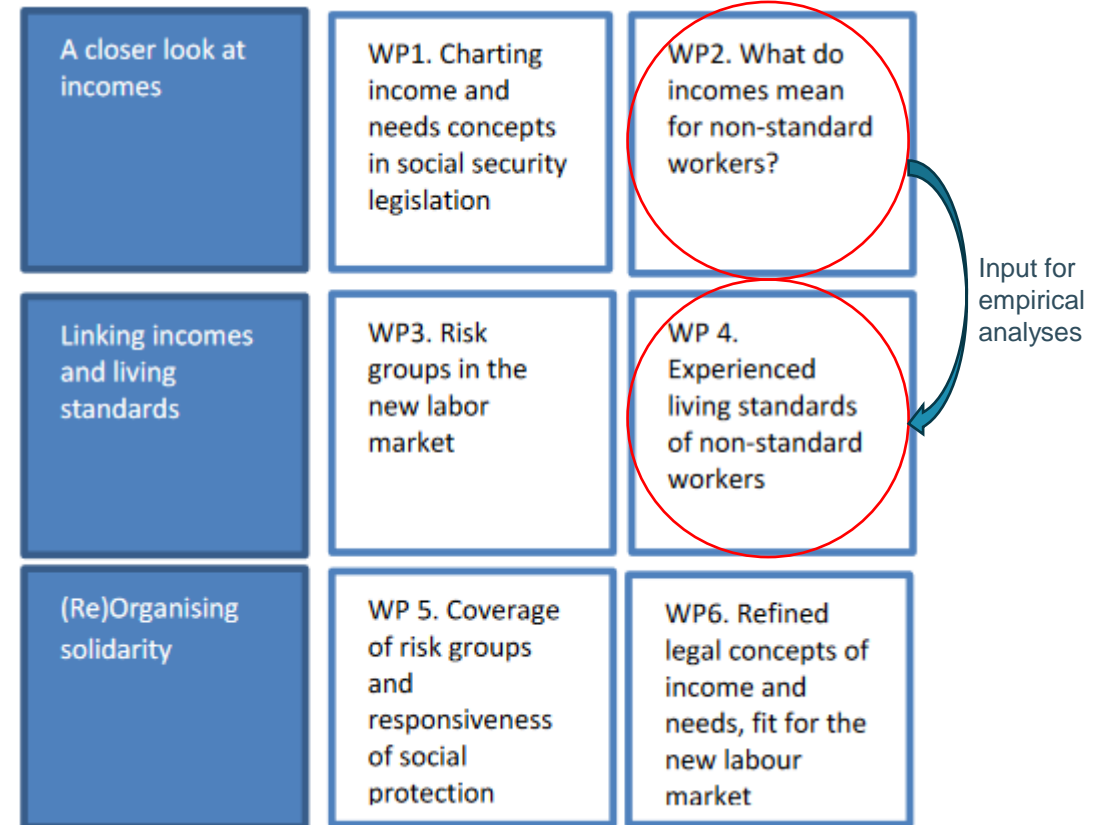 A closer look at
incomes
WP1. Charting
income and
needs concepts
in social security
legislation
WP2. What do
incomes mean
for non-standard
workers?
Input for
empirical
analyses
Linking incomes
and living
standards
WP3. Risk
groups in the
new labor
market
WP 4.
Experienced
living standards
of non-standard
workers
(Re)Organising
solidarity
WP 5. Coverage
of risk groups
and
responsiveness
of social
protection
WP6. Refined
legal concepts of
income and
needs, fit for the
new labour
market